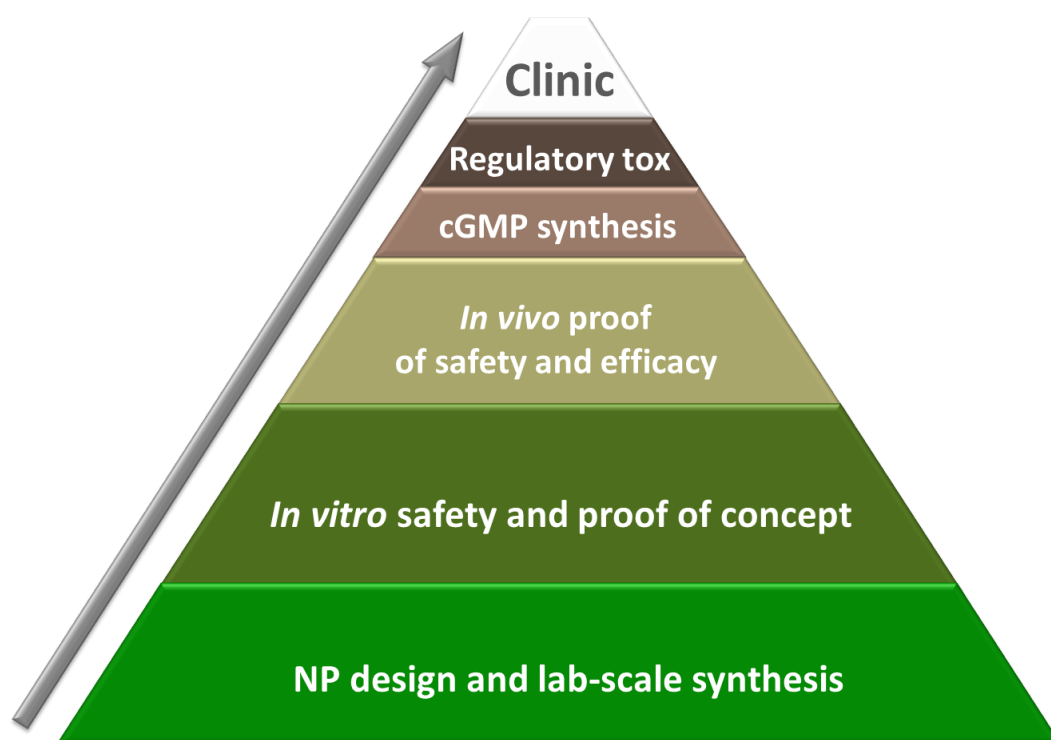 Clinic
Regulatory tox
cGMP synthesis
In vivo proof
of safety and efficacy
In vitro safety and proof of concept
NP design and lab-scale synthesis